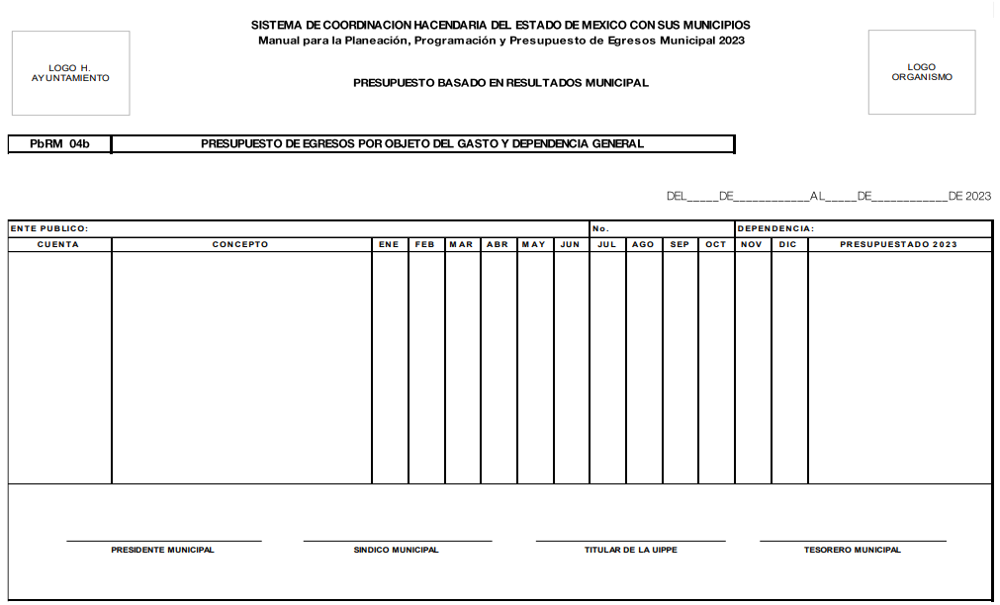 SISTEMA DE COORDINACION HACENDARIA DEL ESTADO DE MEXICO CON SUS MUNICIPIOS
Manual para la Planeación, Programación y Presupuesto de Egresos Municipal 2023
LOGO H.
AYUNTAMIENTO
LOGO
ORGANISMO
PRESUPUESTO BASADO EN RESULTADOS MUNICIPAL
PbRM 04b PRESUPUESTO DE EGRESOS POR OBJETO DEL GASTO Y DEPENDENCIA GENERAL
DEL_____DE____________AL_____DE____________DE 2023
ENTE PUBLICO: No. DEPENDENCIA:
CUENTA CONCEPTO ENE FEB MAR ABR MAY JUN JUL AGO SEP OCT NOV DIC PRESUPUESTADO 2023
PRESIDENTE MUNICIPAL SINDICO MUNICIPAL TITULAR DE LA UIPPE TESORERO MUNICIPAL